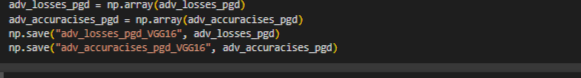 adv_losses_pgd = np.array(adv_losses_pgd)
adv_accuracises_pgd = np.array(adv_accuracises_pgd)
np.save("adv_losses_pgd_VGG16", adv_losses_pgd)
np.save("adv_accuracises_pgd_VGG16", adv_accuracises_pgd)